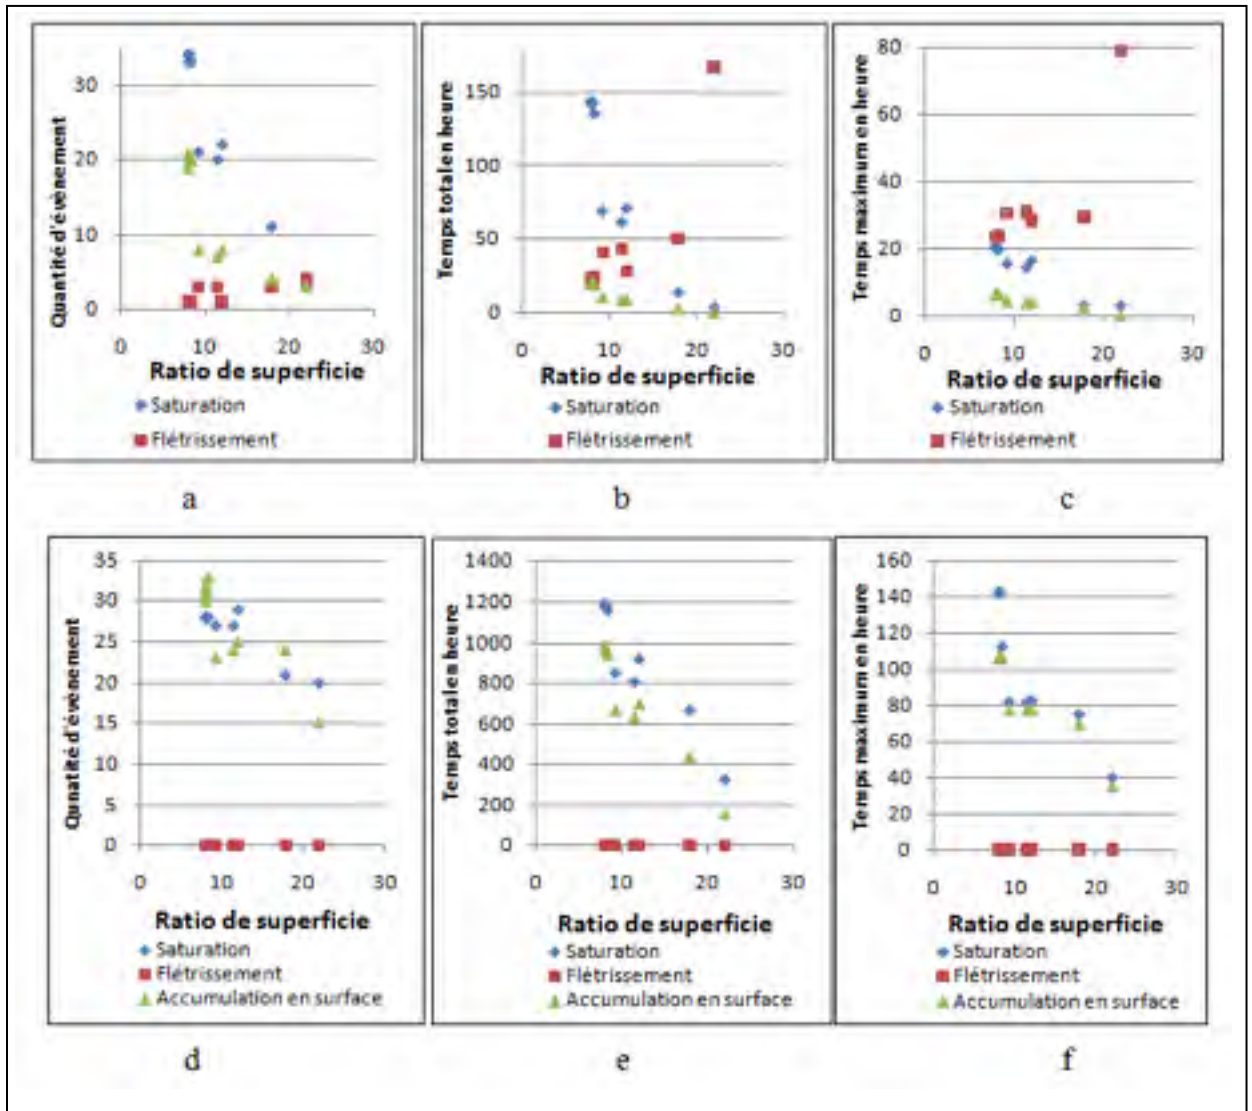 Quantité d'évènement
30
20
10
0
0 10 20 30
Ratio de superficie
Saturation
Flétrissement
a
Temps total en heure
150
100
50
0
0 10 20 30
Ratio de superficie
Saturation
Flétrissement
b
Temps maximum en heure
80
60
40
20
0
0 10 20 30
Ratio de superficie
Saturation
Flétrissement
c
Qunatité d'évènement
35
30
25
20
15
10
5
0
0 10 20 30
Ratio de superficie
Saturation
Flétrissement
Accumulation en surface
d
Temps total en heure
1400
1200
1000
800
600
400
200
0
0 10 20 30
Ratio de superficie
Saturation
Flétrissement
Accumulation en surface
e
Temps maximum en heure
160
140
120
100
80
60
40
20
0
0 10 20 30
Ratio de superficie
Saturation
Flétrissement
Accumulation en surface
f